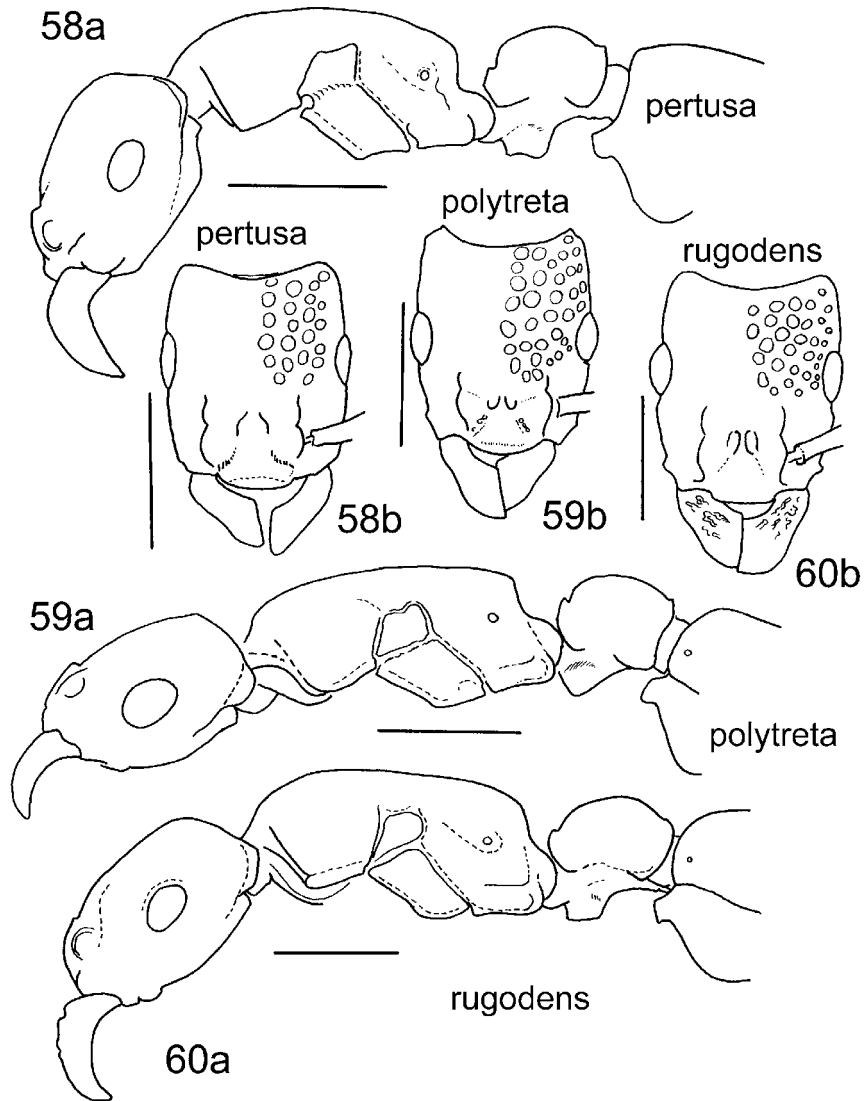 58a
pertusa
polytreta
pertusa
rugodens
58b
59b
60b
59a
polytreta
rugodens
60a